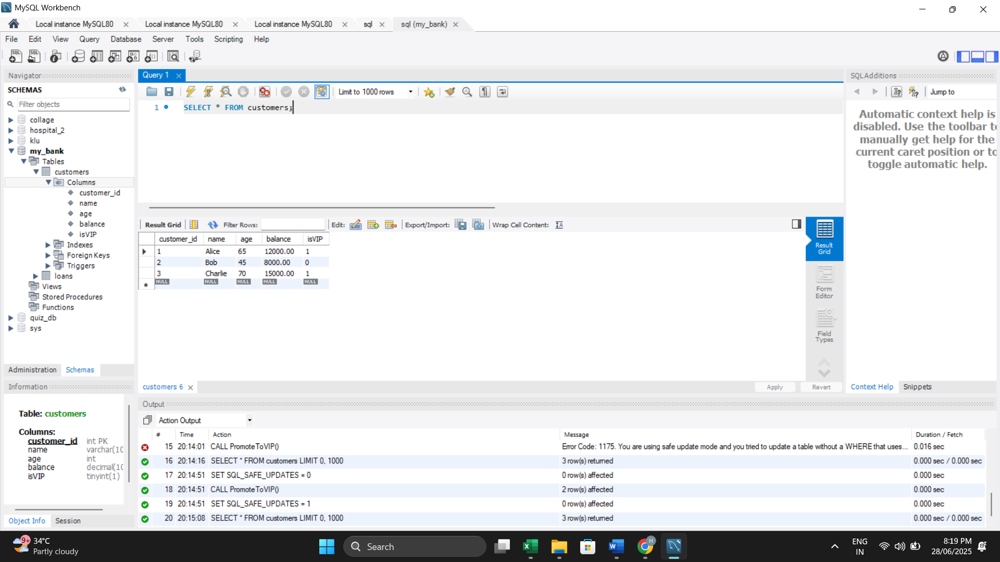 MySQL Workbench
Local instance MySQL80
Local instance MySQL80
Local instance MySQL80
sql
sql (my_bank)
File Edit View Query Database Server Tools Scripting Help
Navigator
SCHEMAS
Filter objects
collage
hospital_2
klu
my_bank
Tables
customers
Columns
customer_id
name
age
balance
isVIP
Indexes
Foreign Keys
Triggers
loans
Views
Stored Procedures
Functions
quiz_db
sys
Administration Schemas
Information
Table: customers
Columns:
customer_id int PK
name varchar(10
age int
balance decimal(10
isVIP tinyint(1)
Object Info Session
Query 1
Limit to 1000 rows
1 SELECT * FROM customers;
Result Grid Filter Rows: Edit: Export/Import: Wrap Cell Content:
customer_id name age balance isVIP
1 Alice 65 12000.00 1
2 Bob 45 8000.00 0
3 Charlie 70 15000.00 1
NULL NULL NULL NULL NULL
Result
Grid
Form
Editor
Field
Types
customers 6
Apply Revert
SQLAdditions
Jump to
Automatic context help is
disabled. Use the toolbar to
manually get help for the
current caret position or to
toggle automatic help.
Context Help Snippets
Output
Action Output
# Time Action Message Duration / Fetch
15 20:14:01 CALL PromoteToVIP() Error Code: 1175. You are using safe update mode and you tried to update a table without a WHERE that uses... 0.016 sec
16 20:14:16 SELECT * FROM customers LIMIT 0, 1000 3 row(s) returned 0.000 sec / 0.000 sec
17 20:14:51 SET SQL_SAFE_UPDATES = 0 0 row(s) affected 0.000 sec
18 20:14:51 CALL PromoteToVIP() 2 row(s) affected 0.000 sec
19 20:14:51 SET SQL_SAFE_UPDATES = 1 0 row(s) affected 0.000 sec
20 20:15:08 SELECT * FROM customers LIMIT 0, 1000 3 row(s) returned 0.000 sec / 0.000 sec
9+
34°C
Partly cloudy
Search
H
ENG
IN
8:19 PM
28/06/2025